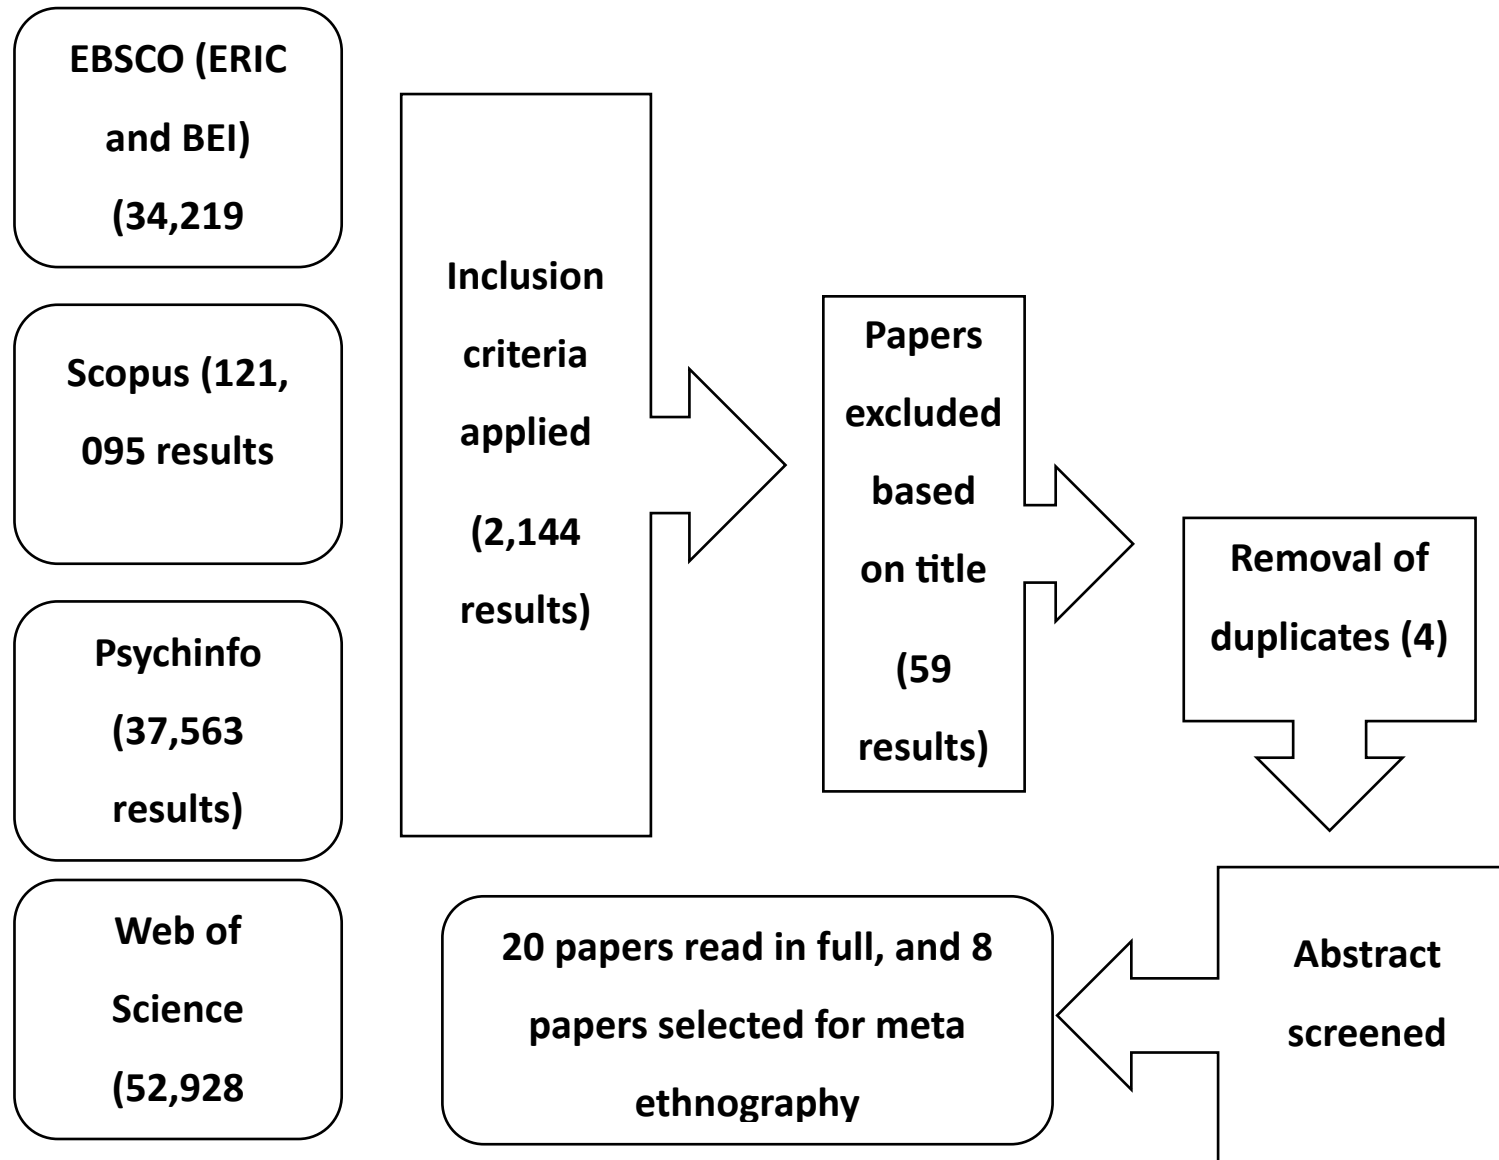 EBSCO (ERIC
and BEI)
(34,219
Scopus (121,
095 results
Psychinfo
(37,563
results)
Web of
Science
(52,928
Inclusion
criteria
applied
(2,144
results)
Papers
excluded
based
on title
(59
results)
Removal of
duplicates (4)
Abstract
screened
20 papers read in full, and 8
papers selected for meta
ethnography